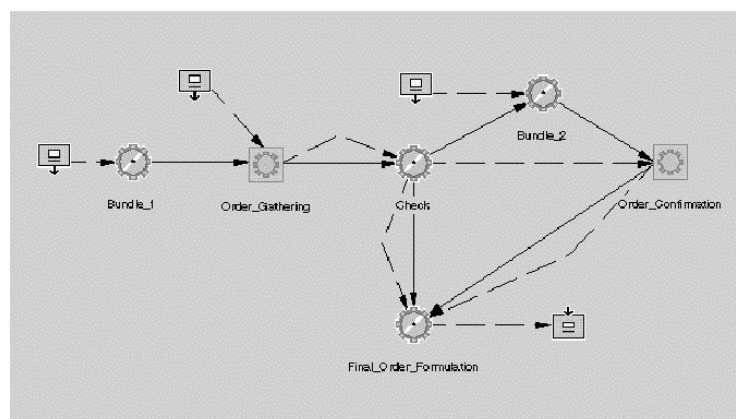 Bundle_2
Bundle_1
Order_Gathering
Check
Order_Confirmation
Final_Order_Formulation